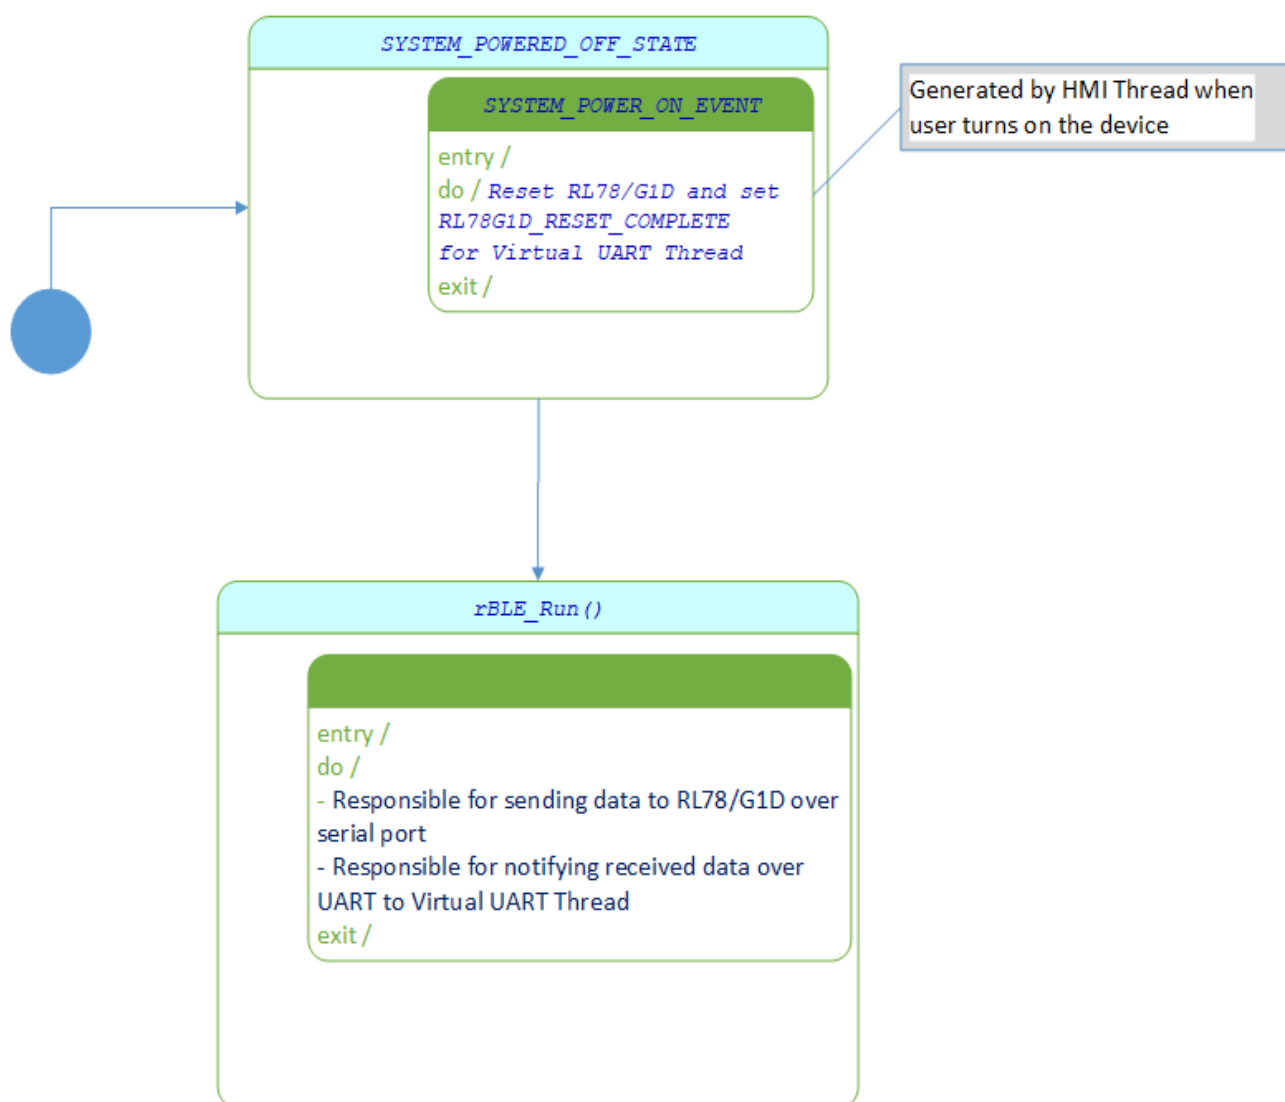 SYSTEM_POWERED_OFF_STATE
SYSTEM_POWER_ON_EVENT
entry /
do / Reset RL78/G1D and set
RL78G1D_RESET_COMPLETE
for Virtual UART Thread
exit /
Generated by HMI Thread when
user turns on the device
rBLE_Run()
entry /
do /
- Responsible for sending data to RL78/G1D over
serial port
- Responsible for notifying received data over
UART to Virtual UART Thread
exit /